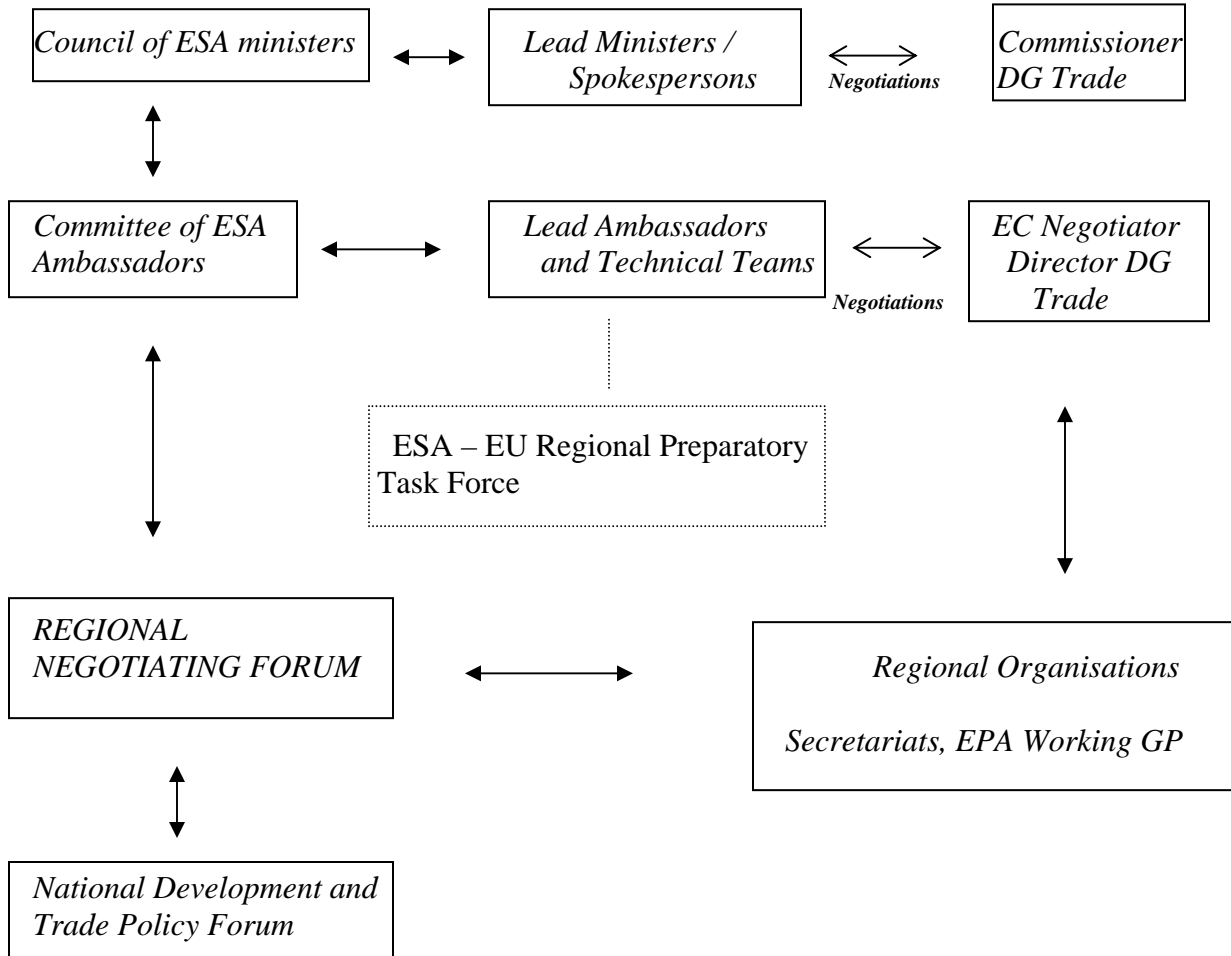 Council of ESA ministers
Lead Ministers /
Spokespersons
Negotiations
Commissioner
DG Trade
Committee of ESA
Ambassadors
Lead Ambassadors
and Technical Teams
Negotiations
EC Negotiator
Director DG
Trade
ESA – EU Regional Preparatory
Task Force
REGIONAL
NEGOTIATING FORUM
Regional Organisations
Secretariats, EPA Working GP
National Development and
Trade Policy Forum